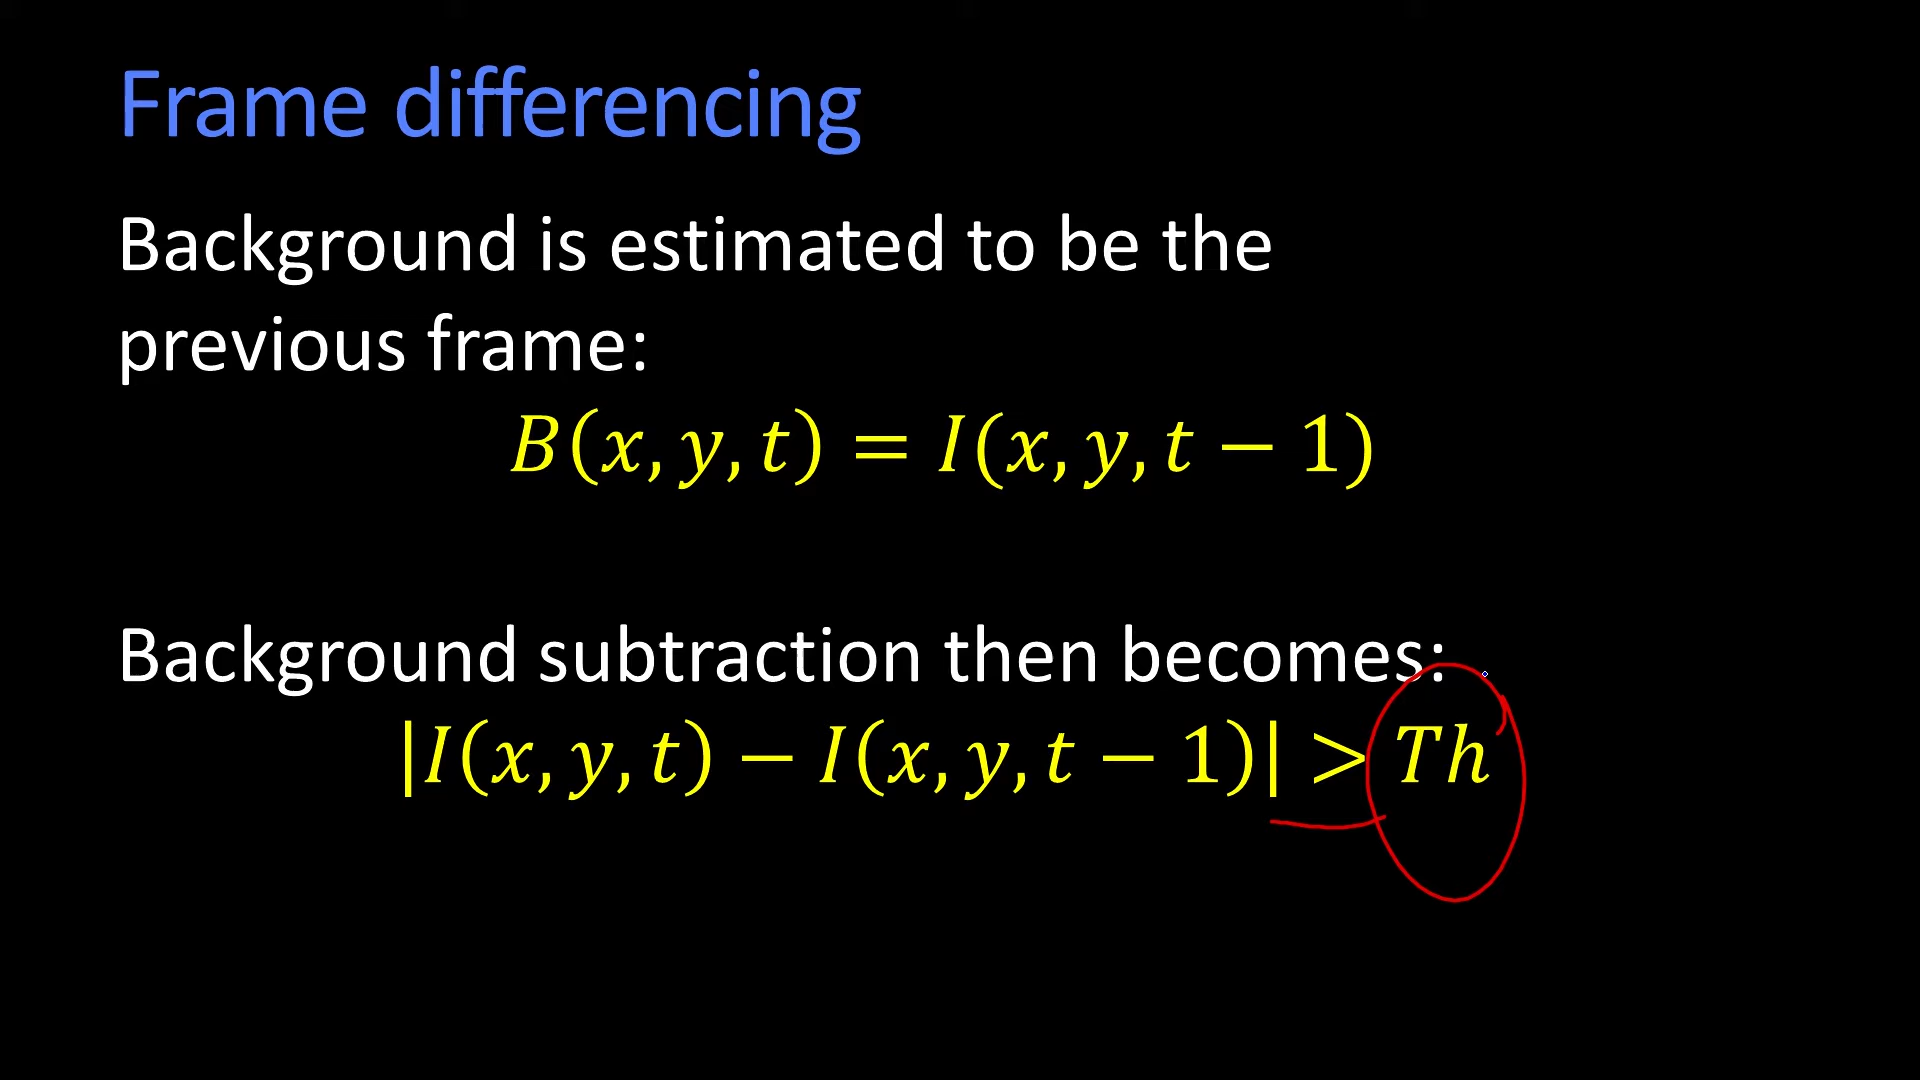 Frame differencing
Background is estimated to be the
previous frame:
B(x, y, t) = I(x, y, t − 1)
Background subtraction then becomes:
|I(x, y, t) − I(x, y, t − 1)| > Th